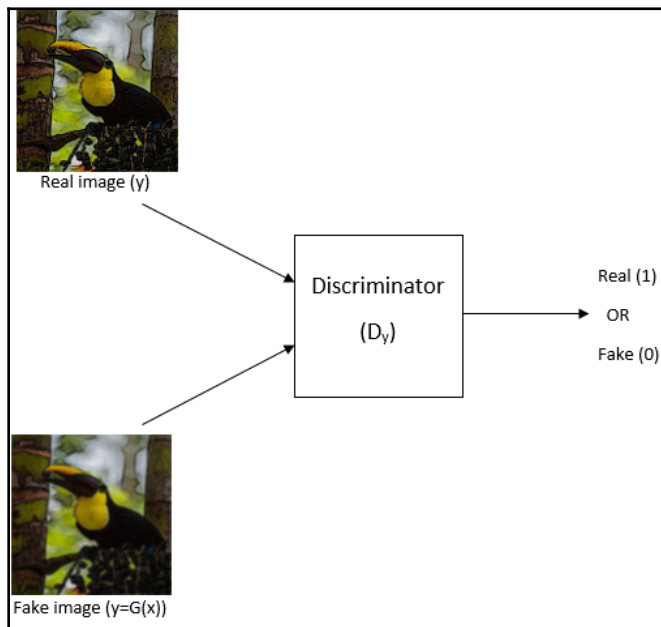 Real image (y)
Discriminator
(Dy)
Real (1)
OR
Fake (0)
Fake image (y=G(x))